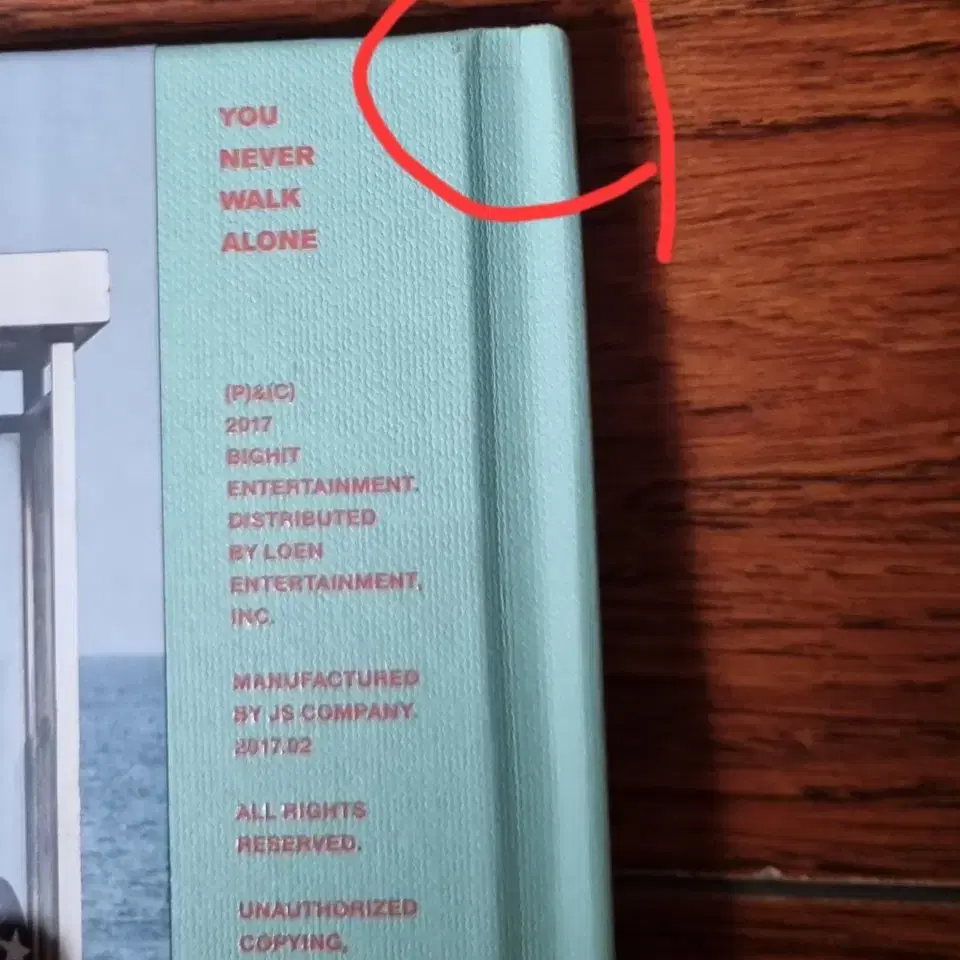 YOU
NEVER
WALK
ALONE
(P)&(C)
2017
BIGHIT
ENTERTAINMENT.
DISTRIBUTED
BY LOEN
ENTERTAINMENT,
INC.
MANUFACTURED
BY JS COMPANY.
2017.02
ALL RIGHTS
RESERVED.
UNAUTHORIZED
COPYING,